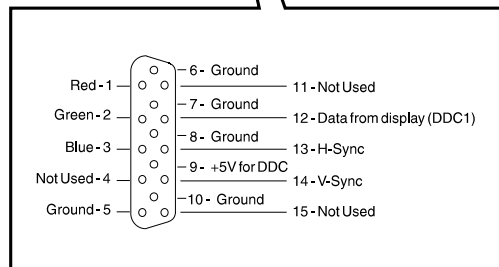 6- Ground
Red-1
11-Not Used
7- Ground
Green-2
12-Data from display (DDC1)
8- Ground
Blue-3
13-H-Sync
9- +5V for DDC
Not Used-4
14-V-Sync
10- Ground
Ground-5
15-Not Used